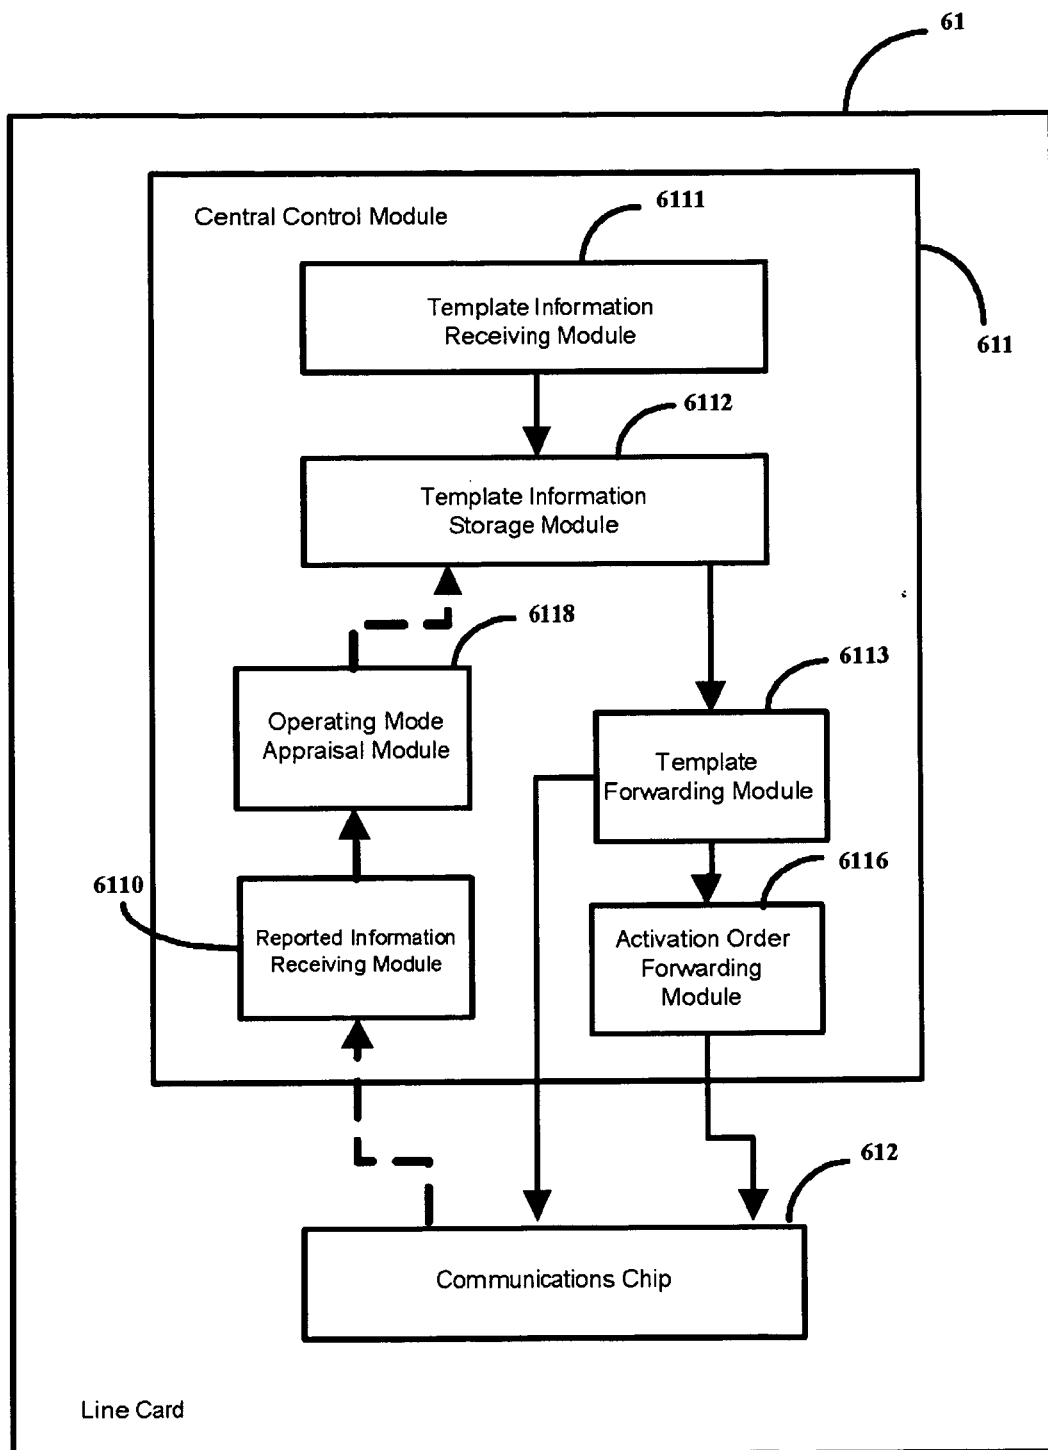 61
Central Control Module
6111
Template Information
Receiving Module
611
6112
Template Information
Storage Module
6118
Operating Mode
Appraisal Module
6113
Template
Forwarding Module
6110
Reported Information
Receiving Module
6116
Activation Order
Forwarding
Module
612
Communications Chip
Line Card